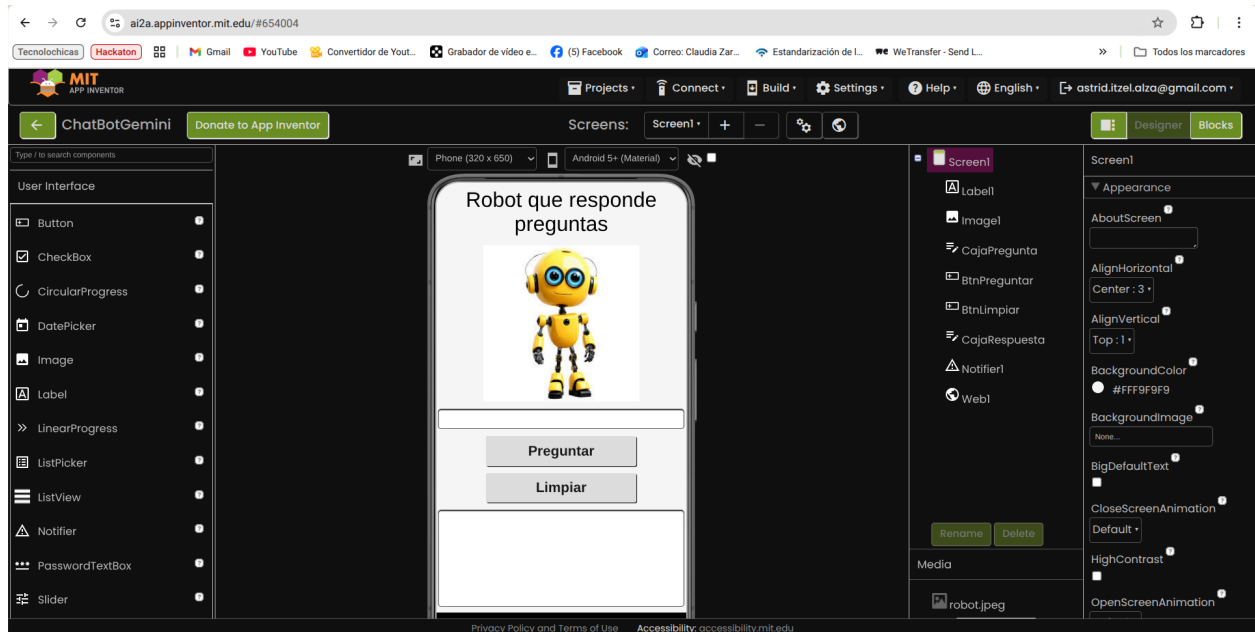 ai2a.appinventor.mit.edu/#654004
Tecnolochicas Hackaton Gmail YouTube Convertidor de Yout... Grabador de vídeo e... (5) Facebook Correo: Claudia Zar... Estandarización de l... WeTransfer - Send L... » Todos los marcadores
MIT
APP INVENTOR
Projects Connect Build Settings Help English astrid.itzel.alza@gmail.com
ChatBotGemini Donate to App Inventor Screens: Screen1 + − Designer Blocks
Type / to search components
Phone (320 x 650) Android 5+ (Material)
User Interface
Button
CheckBox
CircularProgress
DatePicker
Image
Label
LinearProgress
ListPicker
ListView
Notifier
PasswordTextBox
Slider
Robot que responde
preguntas
Preguntar
Limpiar
Screen1
Label1
Image1
CajaPregunta
BtnPreguntar
BtnLimpiar
CajaRespuesta
Notifier1
Web1
Rename Delete
Media
robot.jpeg
Screen1
Appearance
AboutScreen
AlignHorizontal
Center : 3
AlignVertical
Top : 1
BackgroundColor
#FFF9F9F9
BackgroundImage
None...
BigDefaultText
CloseScreenAnimation
Default
HighContrast
OpenScreenAnimation
Privacy Policy and Terms of Use Accessibility: accessibility.mit.edu